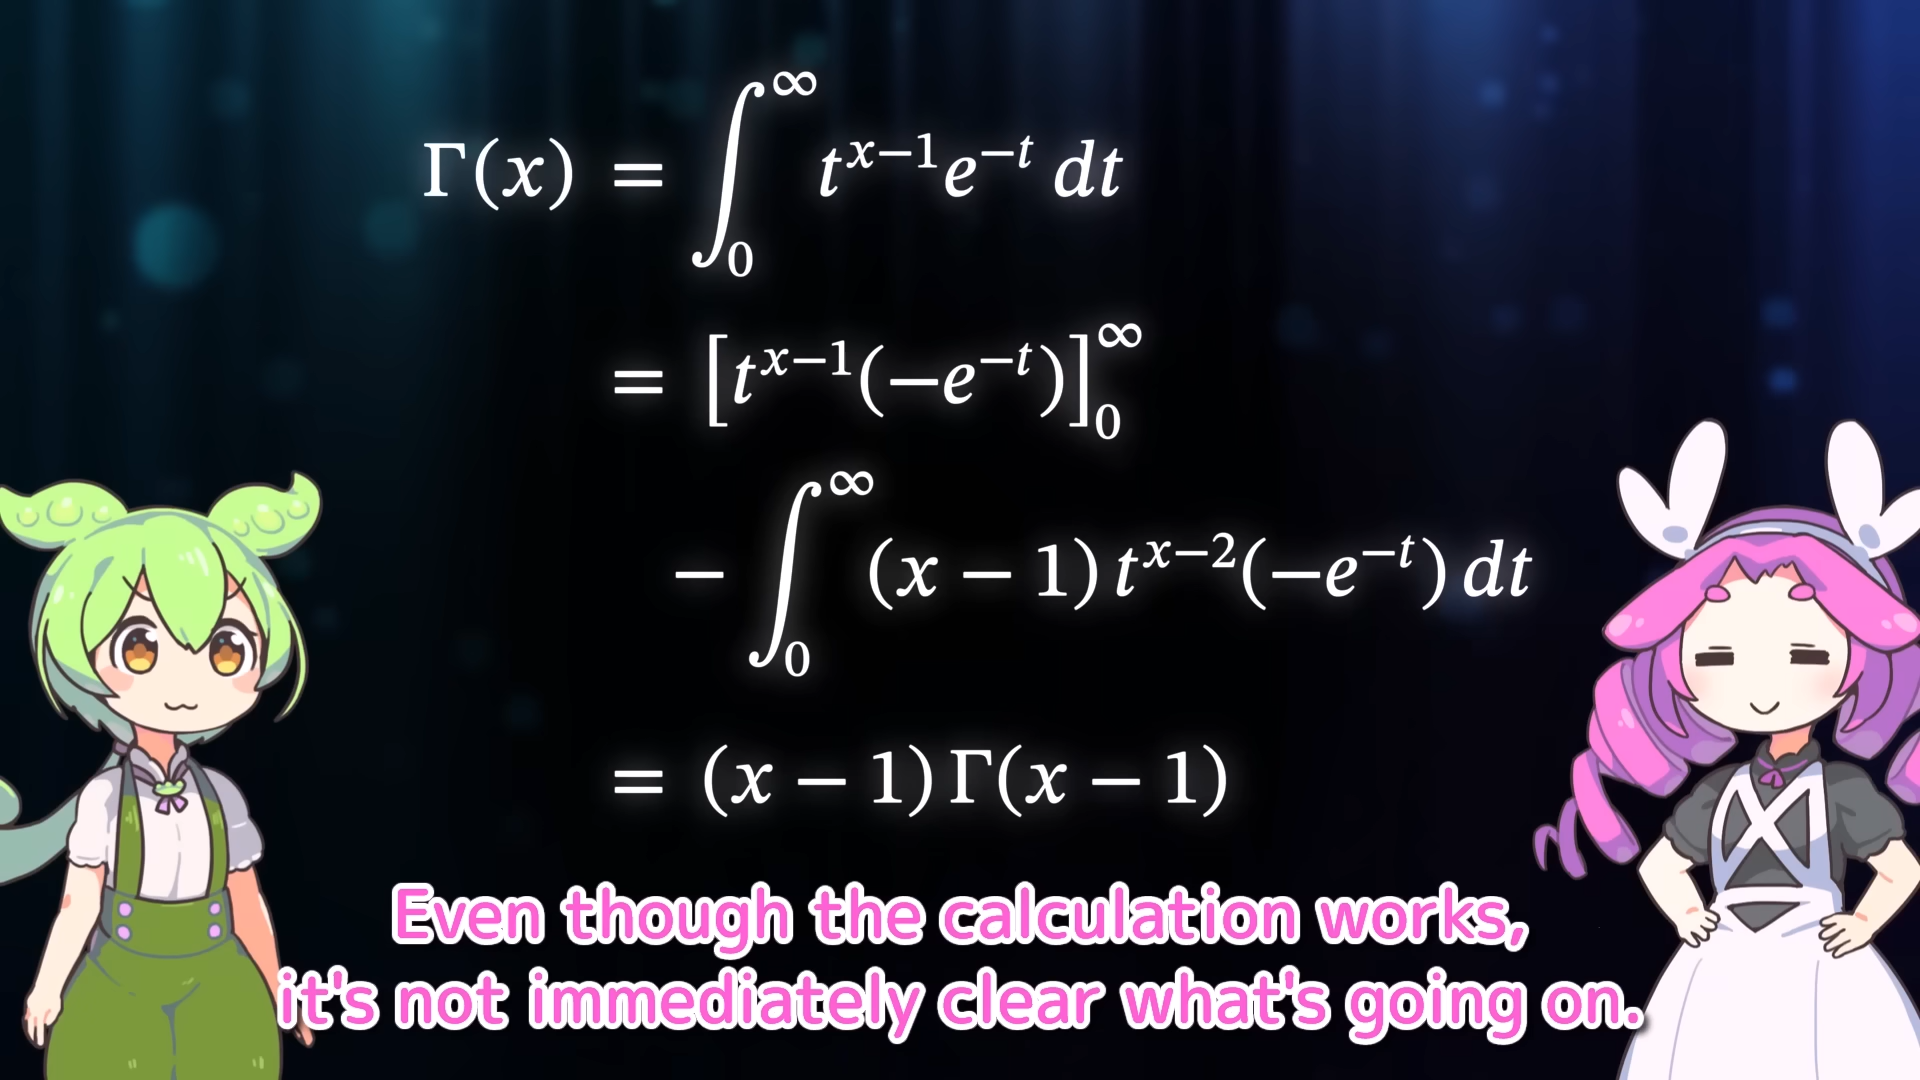 Γ(x) = ∫₀^∞ t^{x−1}e^{−t} dt
= [t^{x−1}(−e^{−t})]₀^∞
− ∫₀^∞ (x − 1) t^{x−2}(−e^{−t}) dt
= (x − 1) Γ(x − 1)
Even though the calculation works,
it's not immediately clear what's going on.